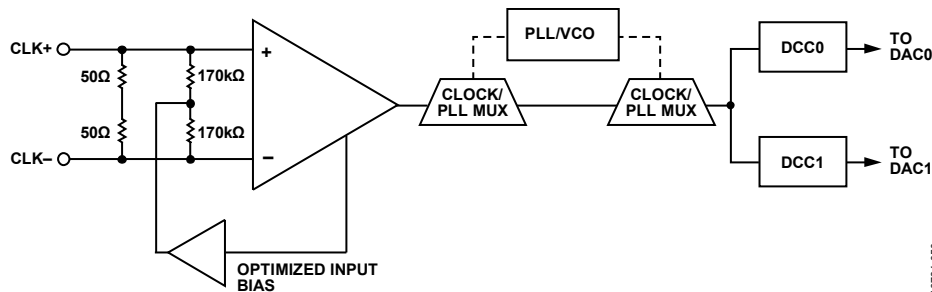 CLK+
50Ω
50Ω
CLK–
170kΩ
170kΩ
+
–
OPTIMIZED INPUT
BIAS
PLL/VCO
CLOCK/
PLL MUX
CLOCK/
PLL MUX
DCC0
TO
DAC0
DCC1
TO
DAC1